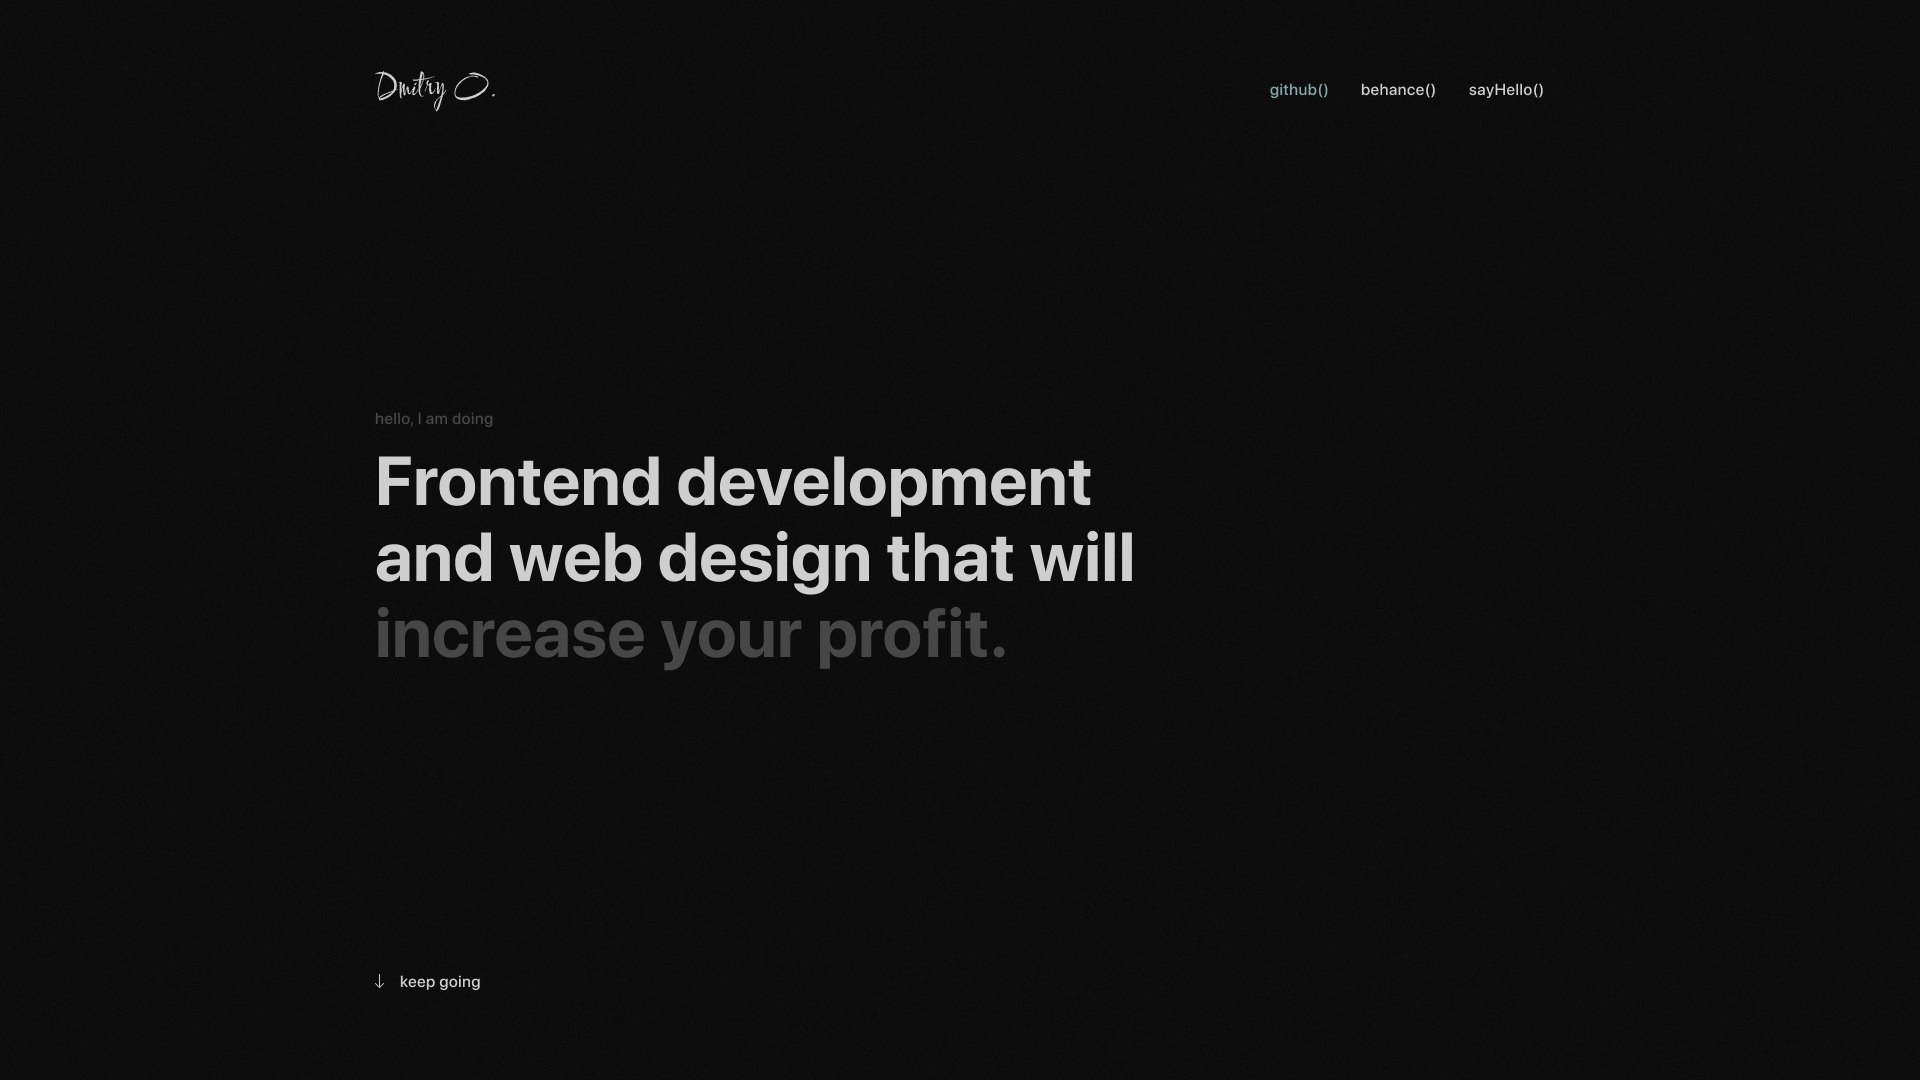 Dmitry O.
github() behance() sayHello()
hello, I am doing
Frontend development
and web design that will
increase your profit.
↓ keep going